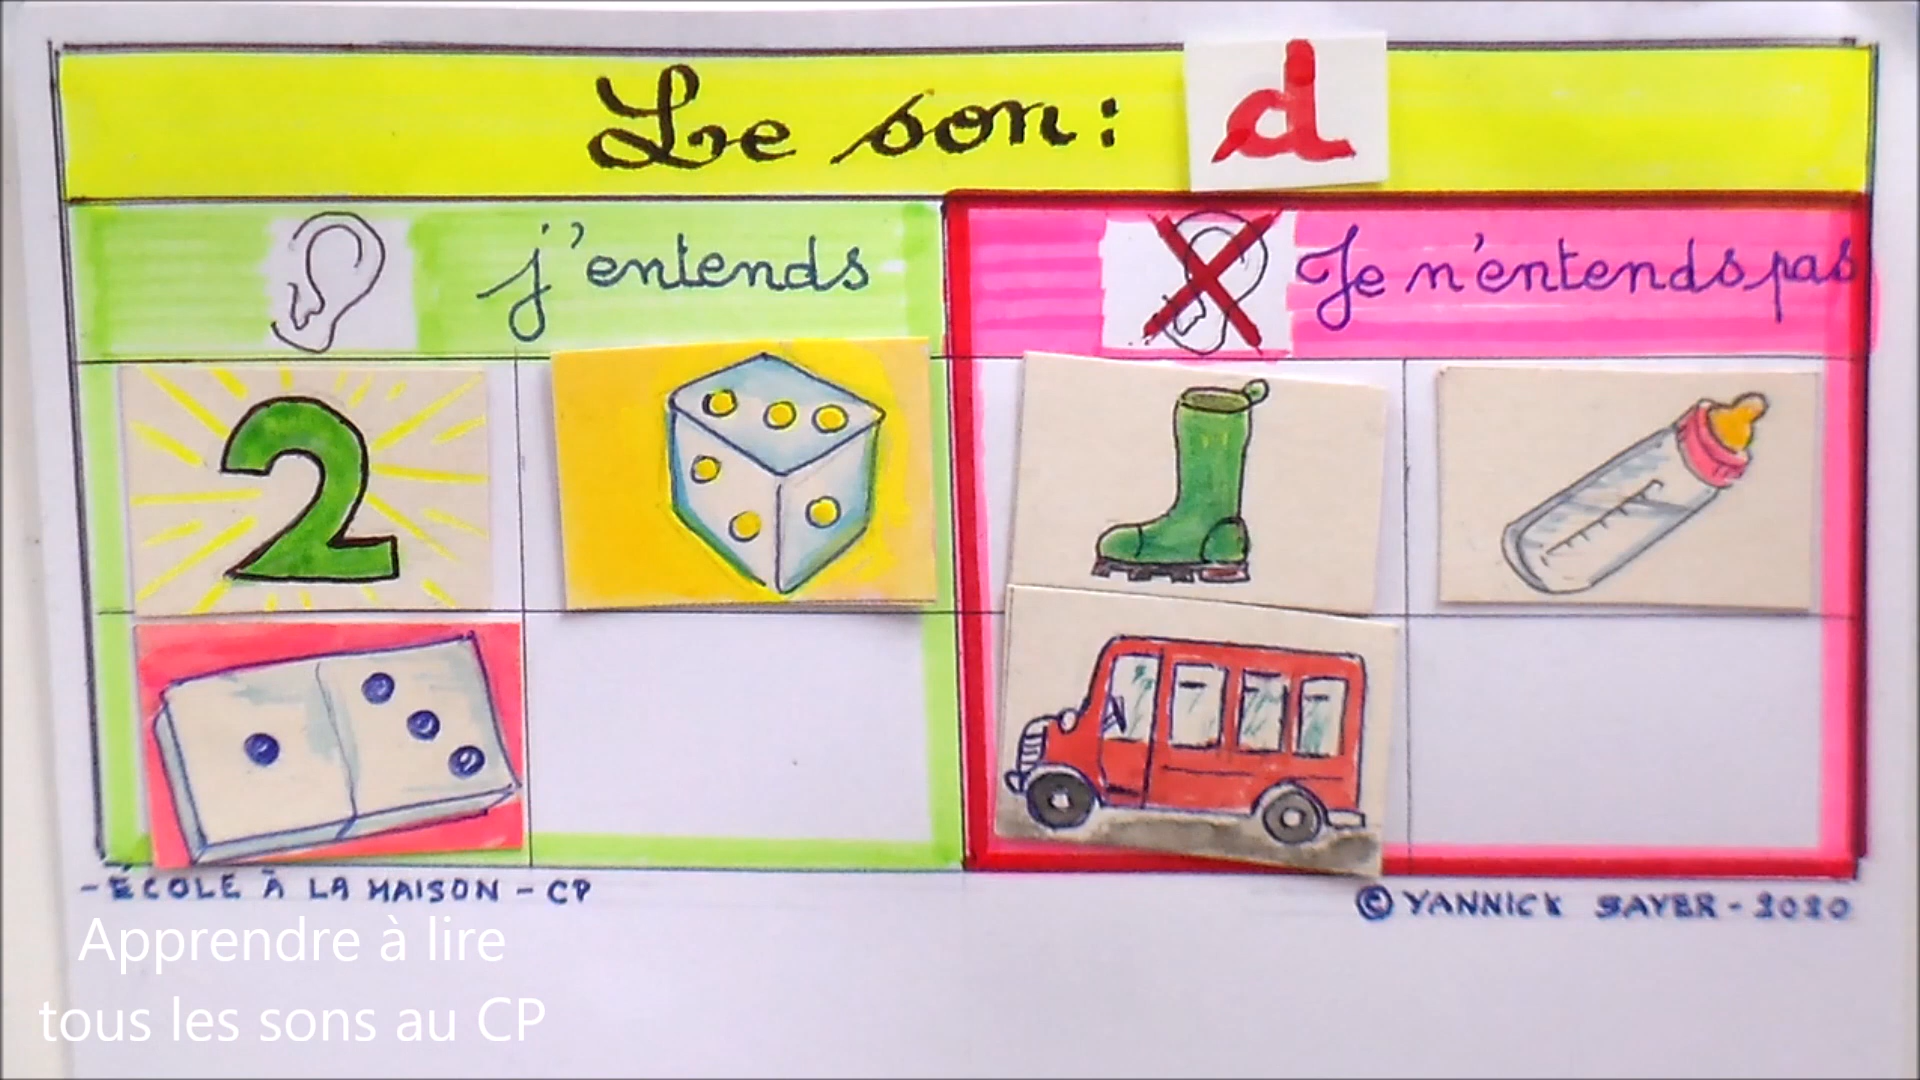 Le son : d
j'entends
Je n'entends pas
2
- ÉCOLE À LA MAISON - CP
© YANNICK SAYER - 2020
Apprendre à lire
tous les sons au CP